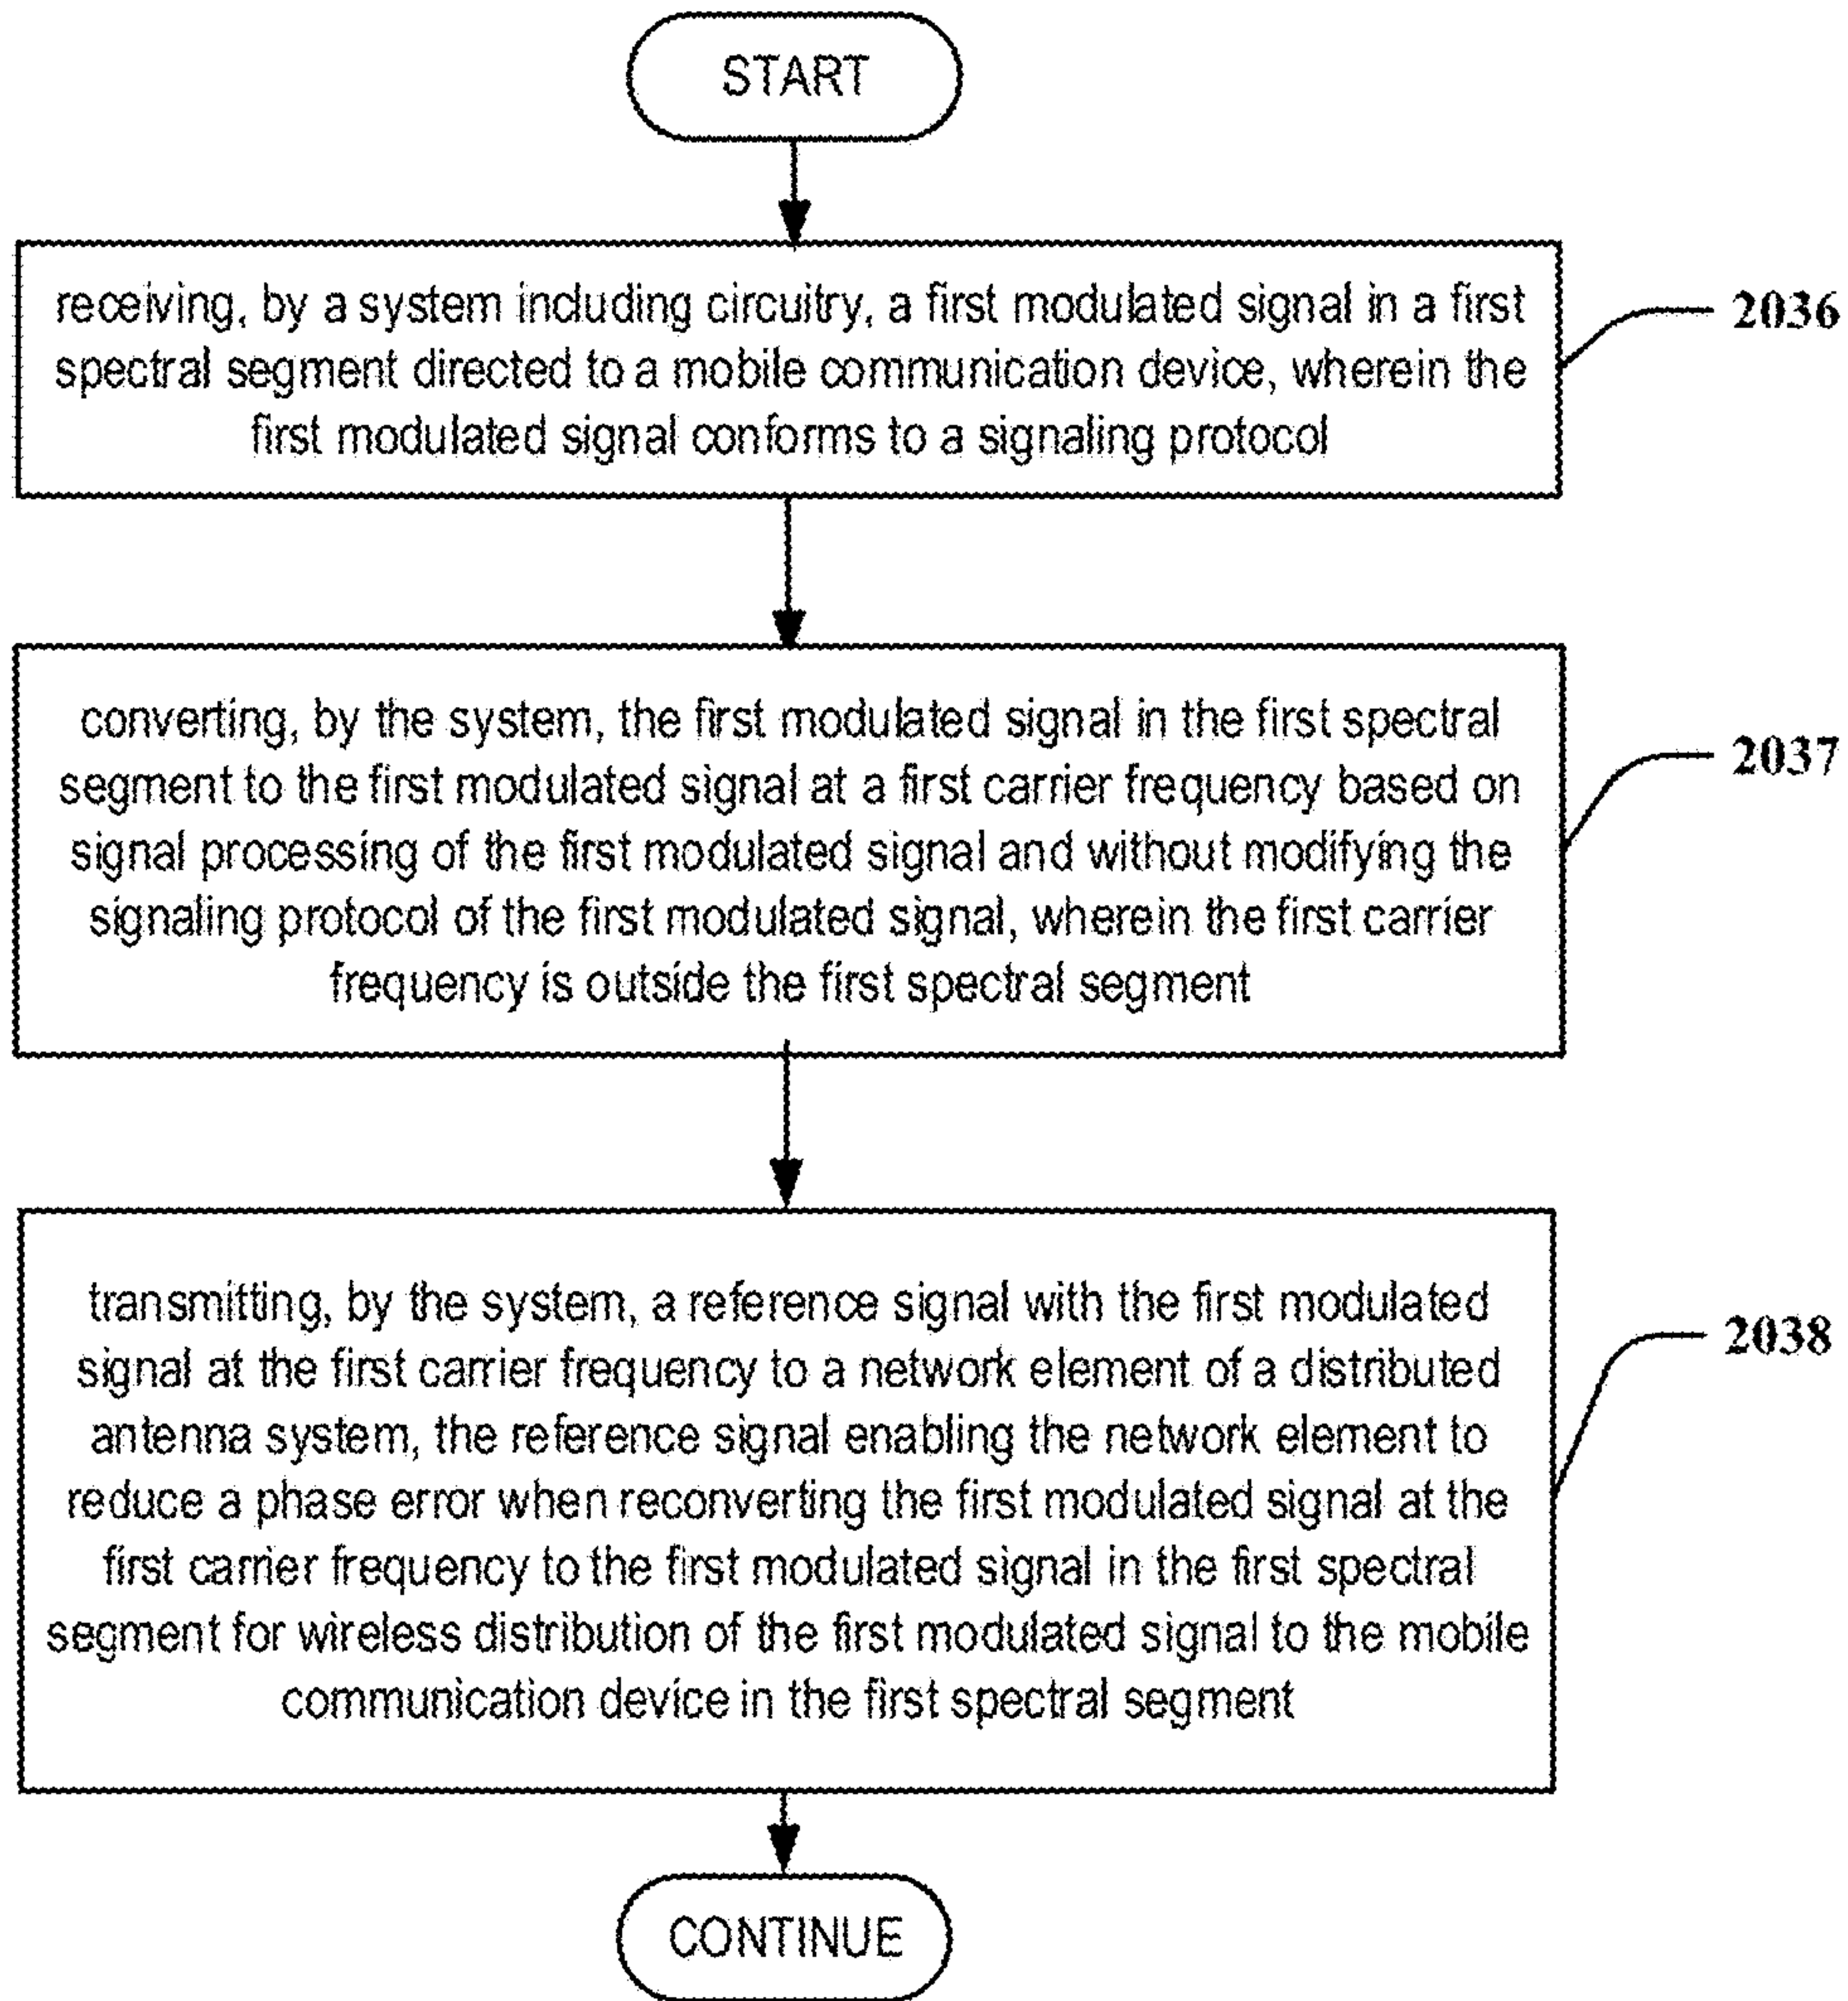 START
receiving, by a system including circuitry, a first modulated signal in a first
spectral segment directed to a mobile communication device, wherein the
first modulated signal conforms to a signaling protocol
2036
converting, by the system, the first modulated signal in the first spectral
segment to the first modulated signal at a first carrier frequency based on
signal processing of the first modulated signal and without modifying the
signaling protocol of the first modulated signal, wherein the first carrier
frequency is outside the first spectral segment
2037
transmitting, by the system, a reference signal with the first modulated
signal at the first carrier frequency to a network element of a distributed
antenna system, the reference signal enabling the network element to
reduce a phase error when reconverting the first modulated signal at the
first carrier frequency to the first modulated signal in the first spectral
segment for wireless distribution of the first modulated signal to the mobile
communication device in the first spectral segment
2038
CONTINUE